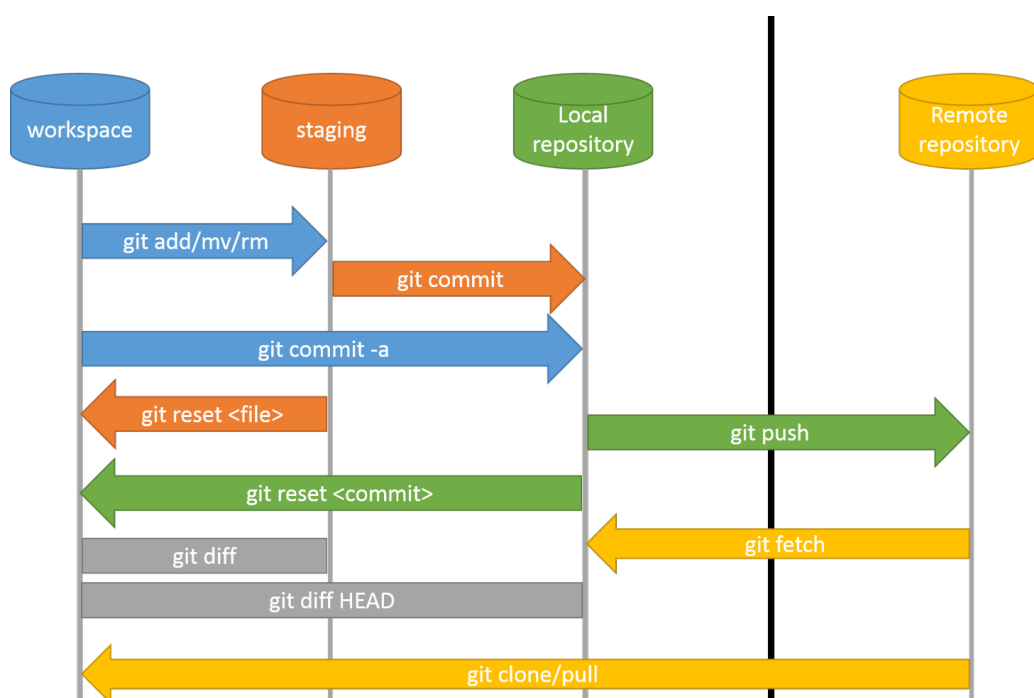 workspace
staging
Local
repository
Remote
repository
git add/mv/rm
git commit
git commit -a
git reset <file>
git push
git reset <commit>
git fetch
git diff
git diff HEAD
git clone/pull